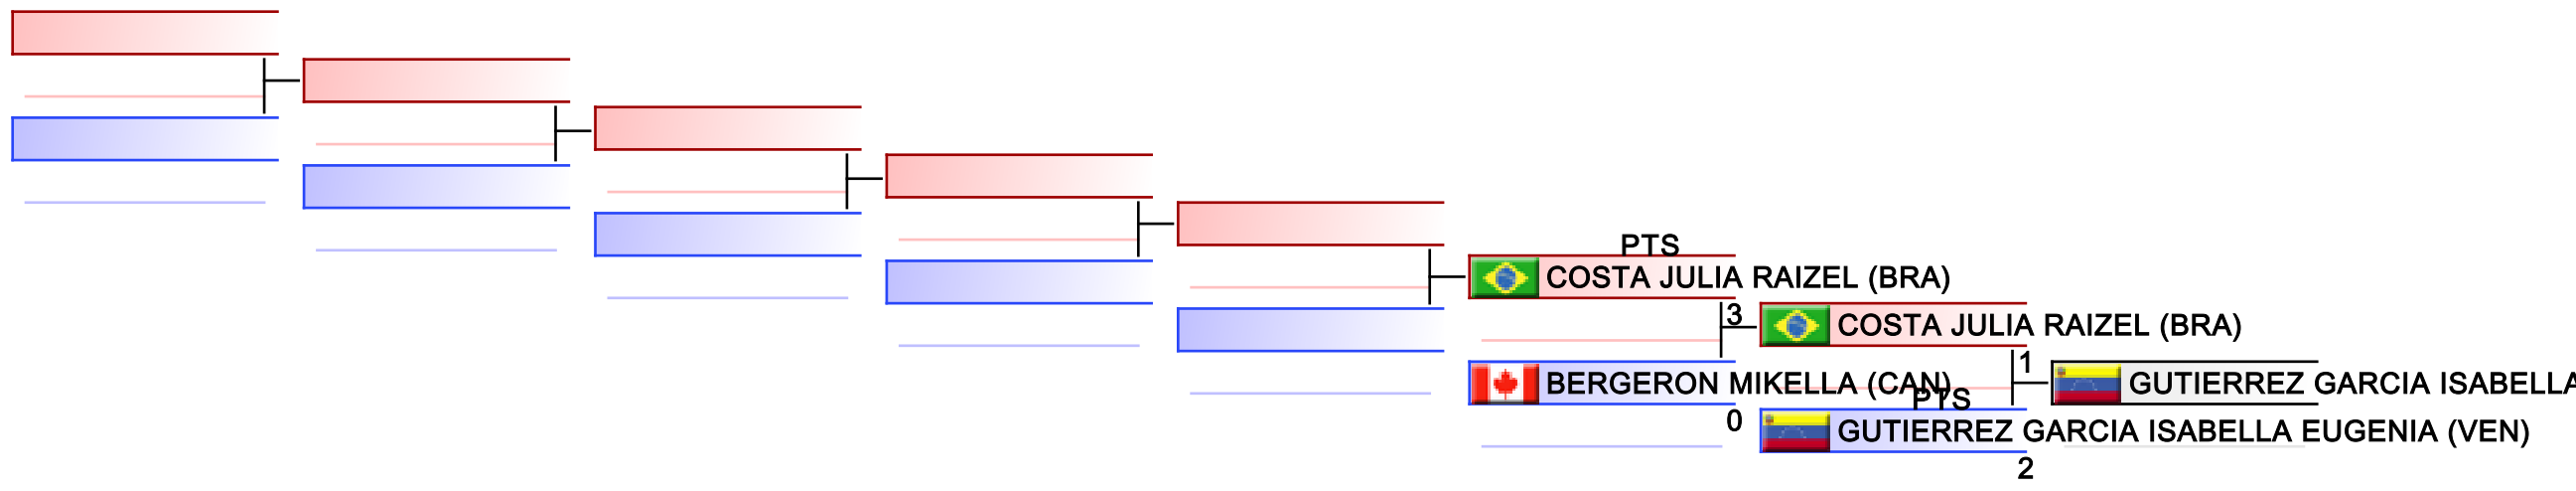 PTS
COSTA JULIA RAIZEL (BRA)
3
COSTA JULIA RAIZEL (BRA)
1
BERGERON MIKELLA (CAN)
GUTIERREZ GARCIA ISABELLA
PTS
0
GUTIERREZ GARCIA ISABELLA EUGENIA (VEN)
2